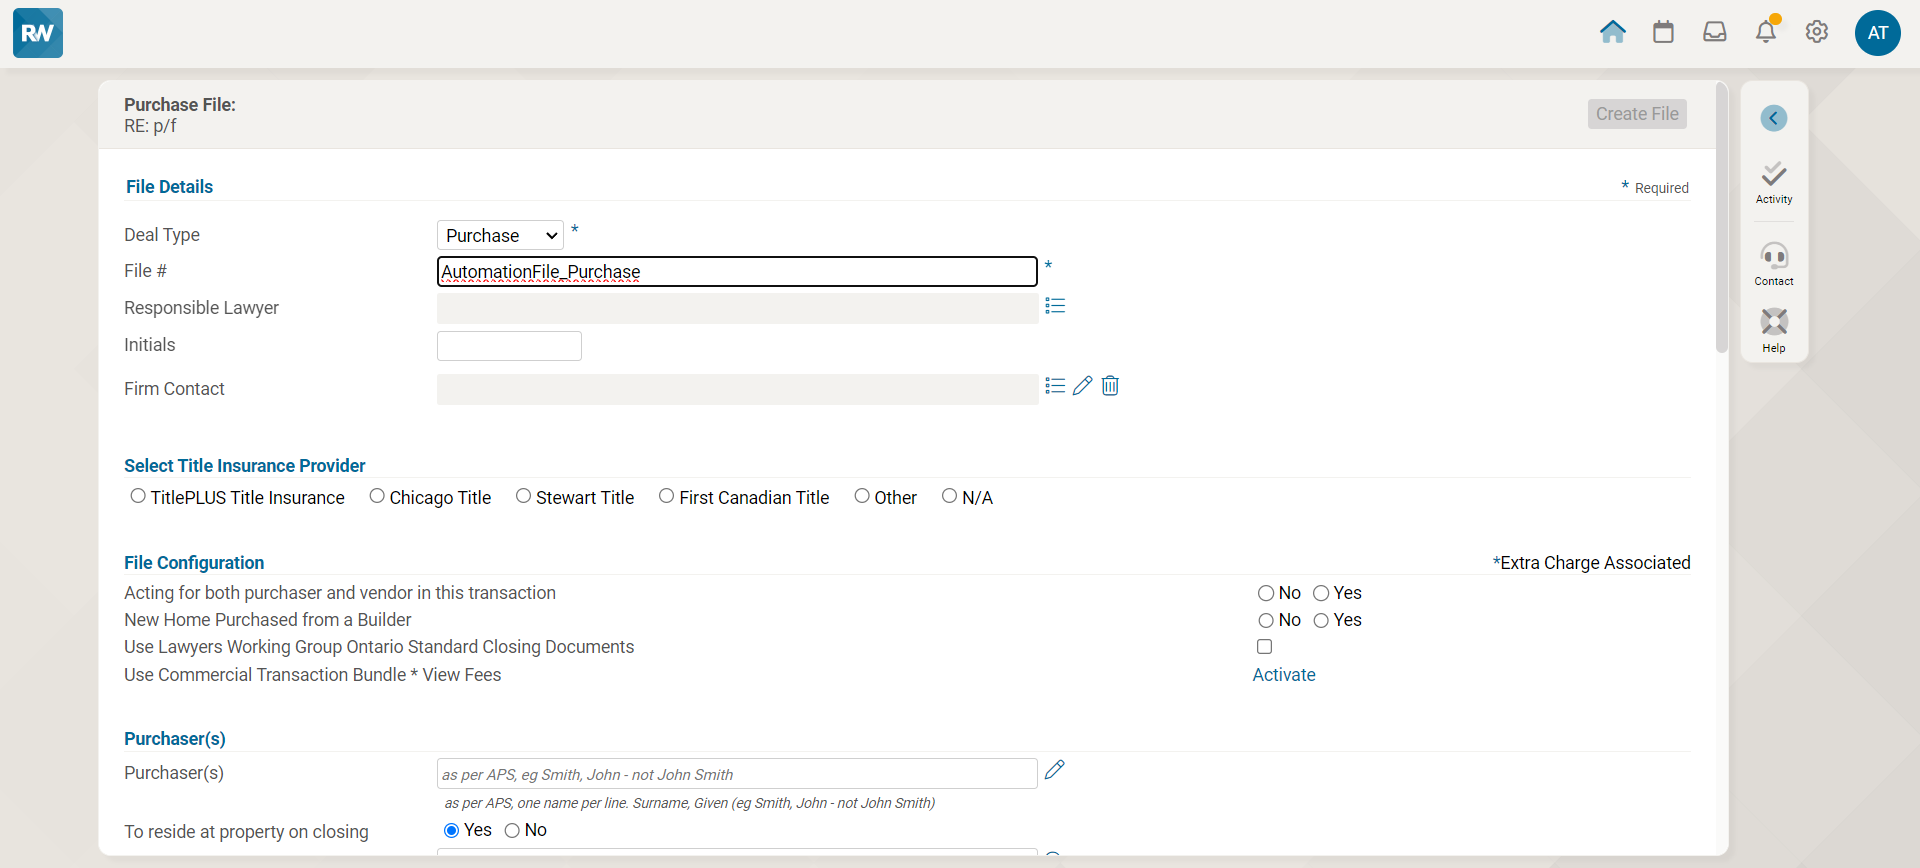 RW
AT
Purchase File:
RE: p/f
Create File
File Details
* Required
Deal Type
Purchase *
File #
AutomationFile_Purchase *
Responsible Lawyer
Initials
Firm Contact
Select Title Insurance Provider
TitlePLUS Title Insurance Chicago Title Stewart Title First Canadian Title Other N/A
File Configuration
*Extra Charge Associated
Acting for both purchaser and vendor in this transaction No Yes
New Home Purchased from a Builder No Yes
Use Lawyers Working Group Ontario Standard Closing Documents
Use Commercial Transaction Bundle * View Fees Activate
Purchaser(s)
Purchaser(s)
as per APS, eg Smith, John - not John Smith
as per APS, one name per line. Surname, Given (eg Smith, John - not John Smith)
To reside at property on closing Yes No
Activity
Contact
Help